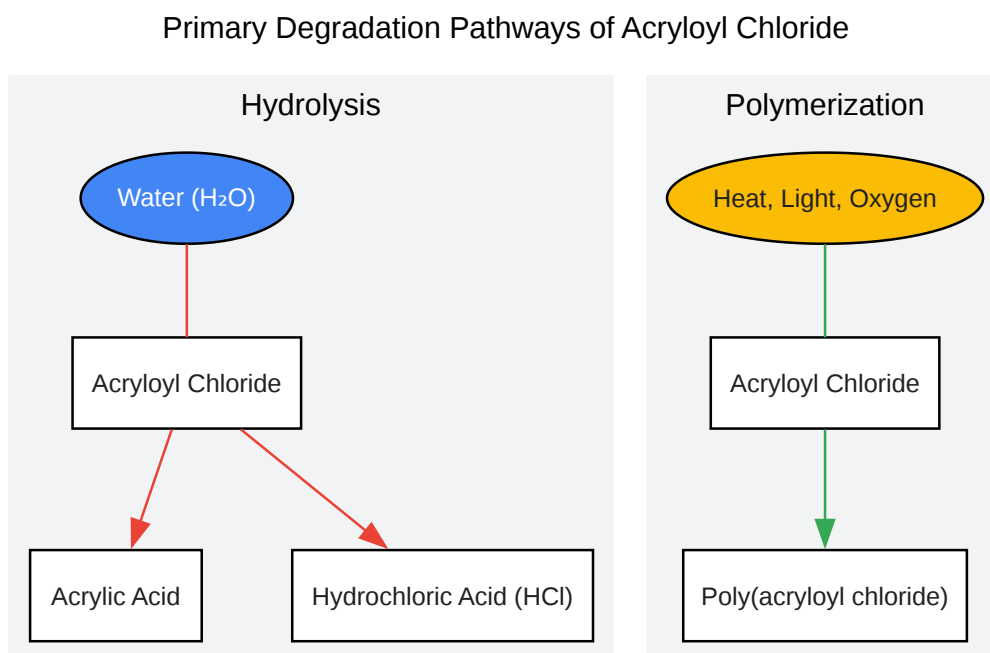 Primary Degradation Pathways of Acryloyl Chloride
Hydrolysis
Water (H₂O)
Acryloyl Chloride
Acrylic Acid
Hydrochloric Acid (HCl)
Polymerization
Heat, Light, Oxygen
Acryloyl Chloride
Poly(acryloyl chloride)